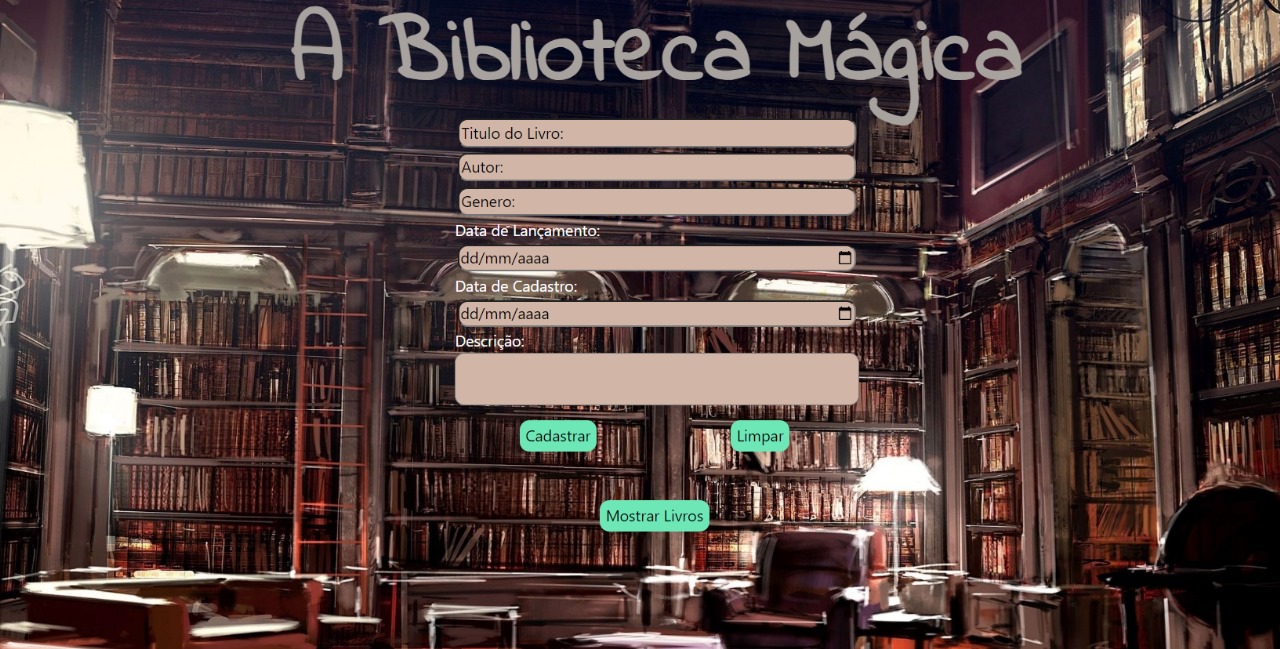 A Biblioteca Mágica
Titulo do Livro:
Autor:
Genero:
Data de Lançamento:
dd/mm/aaaa
Data de Cadastro:
dd/mm/aaaa
Descrição:
Cadastrar Limpar
Mostrar Livros